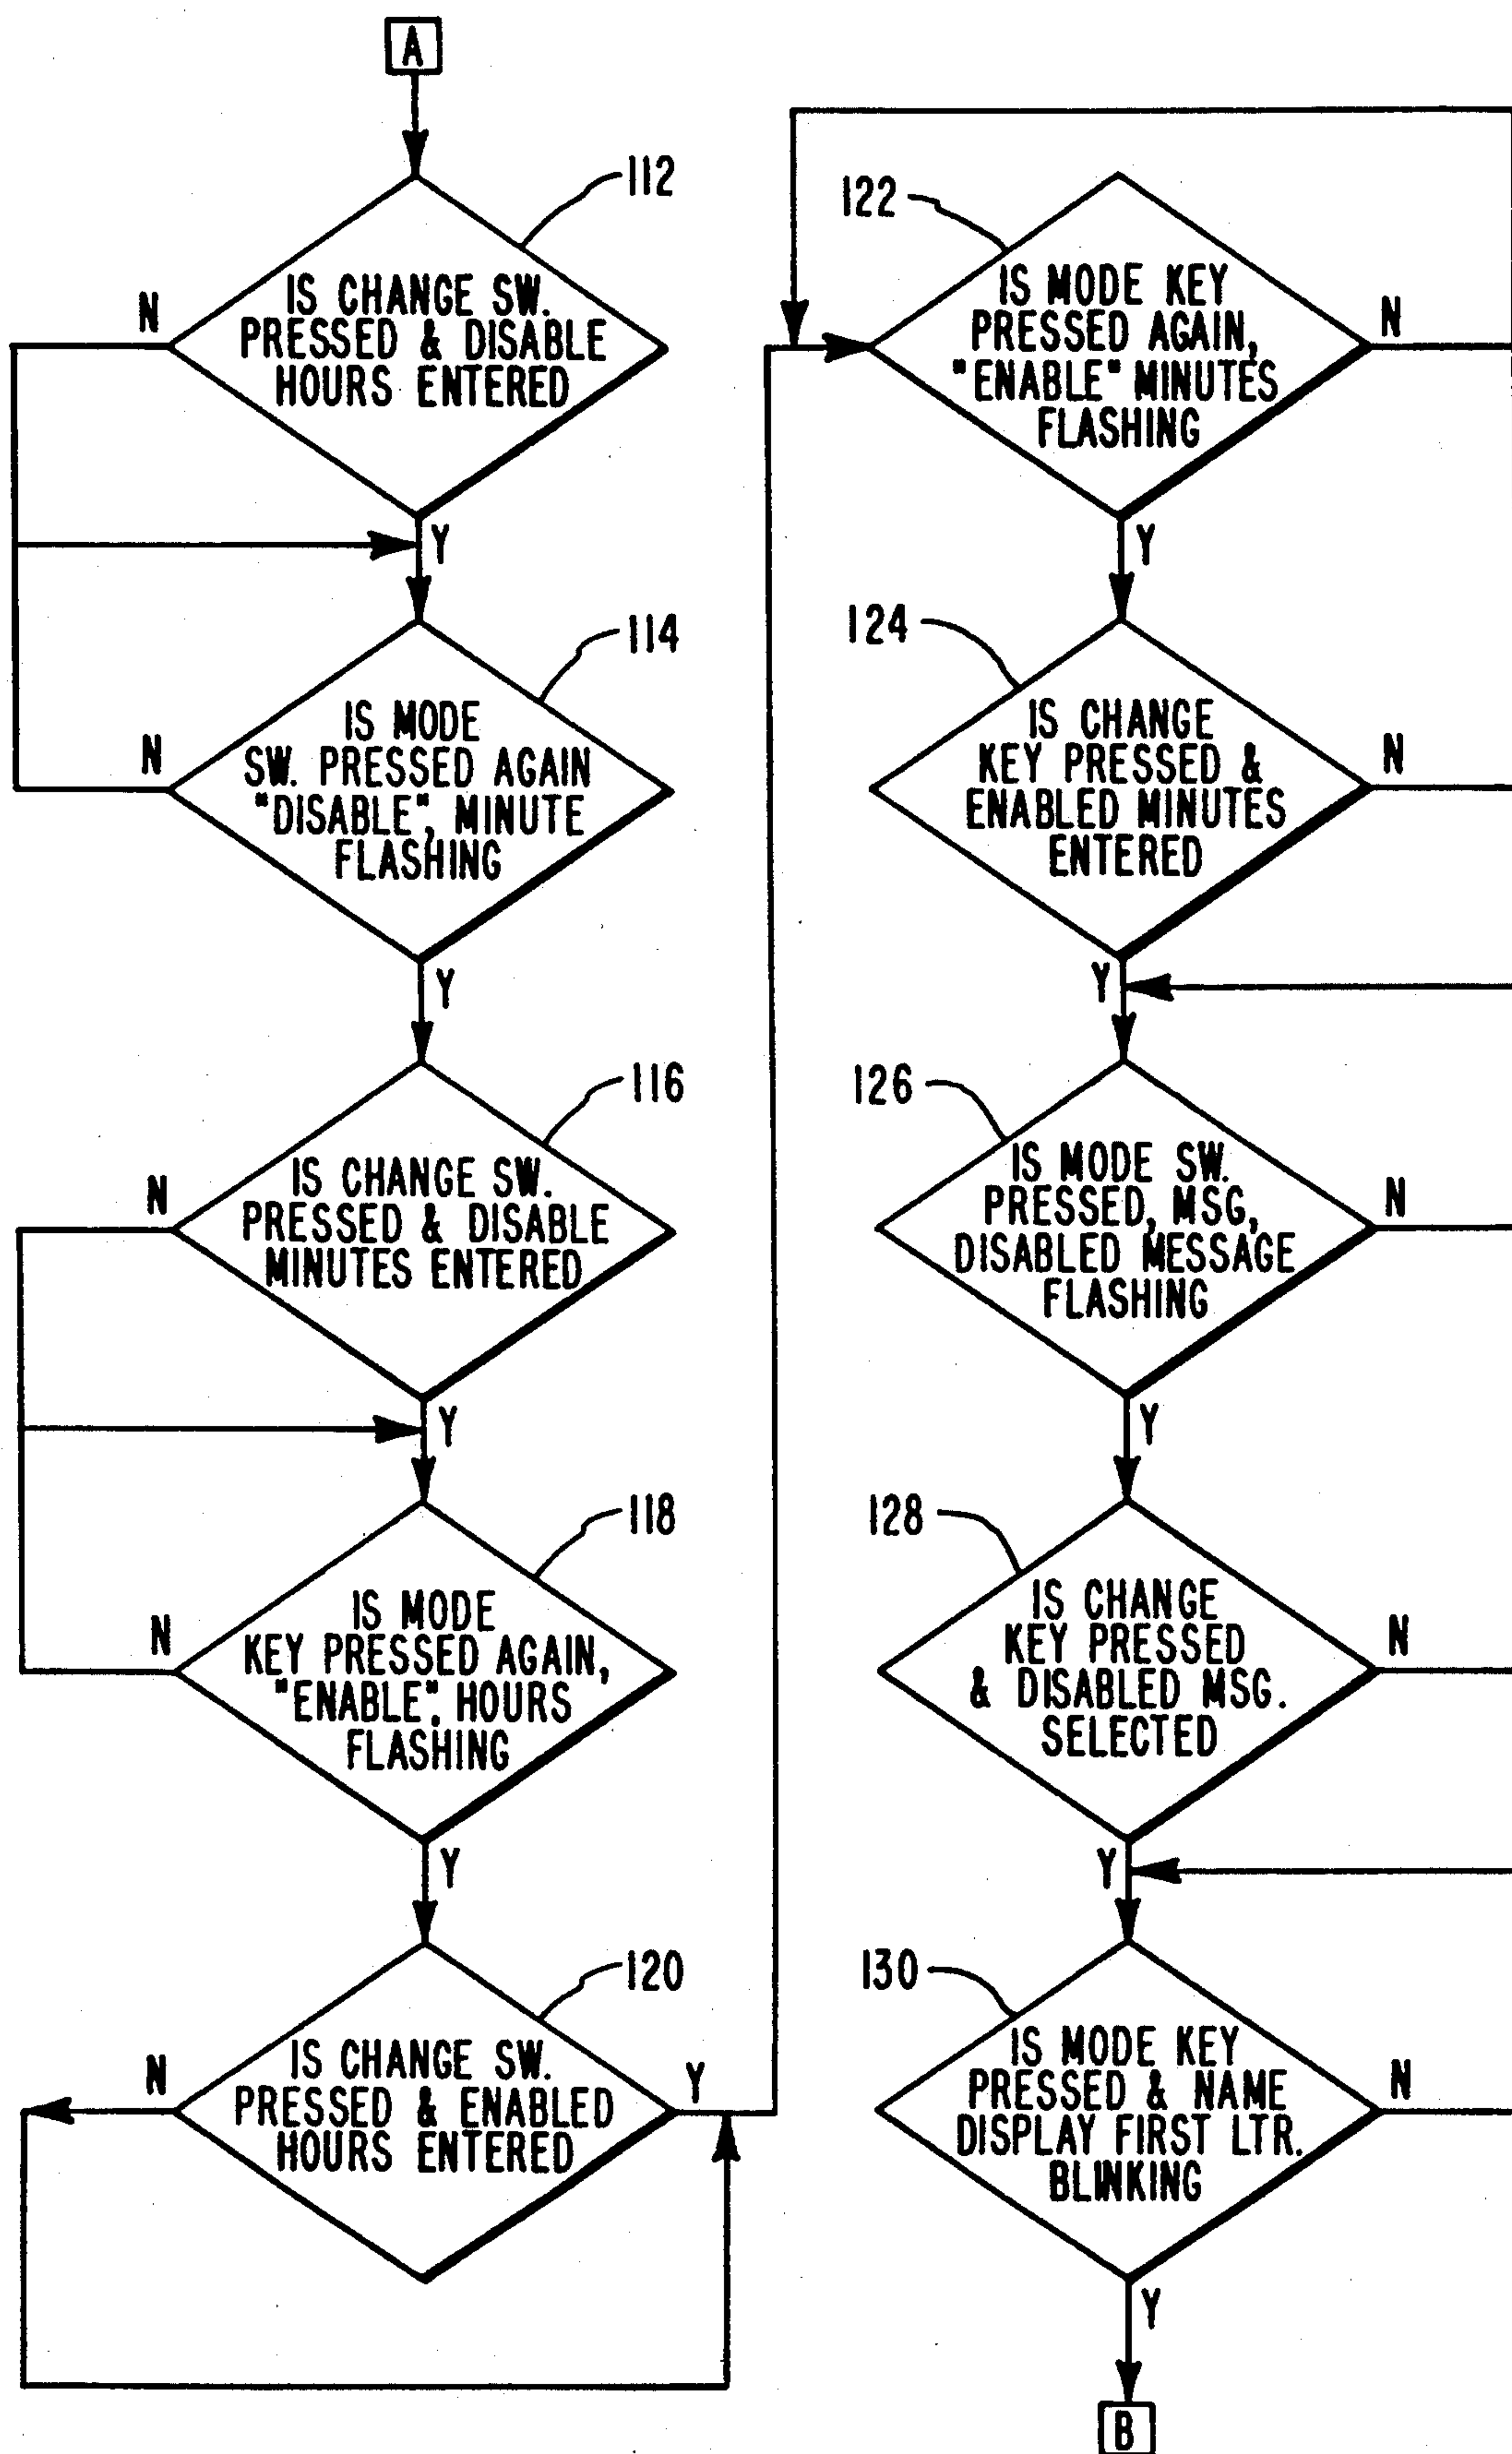 A
112
IS CHANGE SW.
PRESSED & DISABLE
HOURS ENTERED
N
Y
114
IS MODE
SW. PRESSED AGAIN
"DISABLE", MINUTE
FLASHING
N
Y
116
IS CHANGE SW.
PRESSED & DISABLE
MINUTES ENTERED
N
Y
118
IS MODE
KEY PRESSED AGAIN,
"ENABLE", HOURS
FLASHING
N
Y
120
IS CHANGE SW.
PRESSED & ENABLED
HOURS ENTERED
N
Y
122
IS MODE KEY
PRESSED AGAIN,
"ENABLE" MINUTES
FLASHING
N
Y
124
IS CHANGE
KEY PRESSED &
ENABLED MINUTES
ENTERED
N
Y
126
IS MODE SW.
PRESSED, MSG,
DISABLED MESSAGE
FLASHING
N
Y
128
IS CHANGE
KEY PRESSED
& DISABLED MSG.
SELECTED
N
Y
130
IS MODE KEY
PRESSED & NAME
DISPLAY FIRST LTR.
BLINKING
N
Y
B